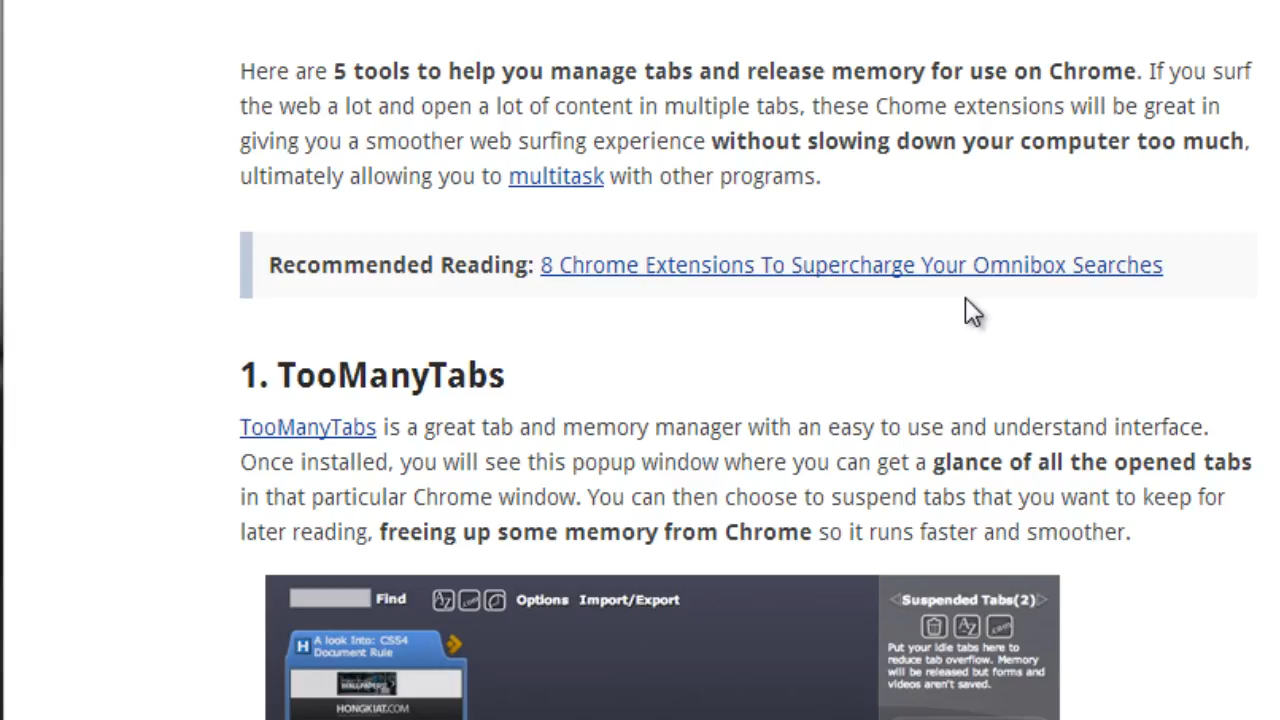 Here are 5 tools to help you manage tabs and release memory for use on Chrome. If you surf
the web a lot and open a lot of content in multiple tabs, these Chome extensions will be great in
giving you a smoother web surfing experience without slowing down your computer too much,
ultimately allowing you to multitask with other programs.
Recommended Reading: 8 Chrome Extensions To Supercharge Your Omnibox Searches
1. TooManyTabs
TooManyTabs is a great tab and memory manager with an easy to use and understand interface.
Once installed, you will see this popup window where you can get a glance of all the opened tabs
in that particular Chrome window. You can then choose to suspend tabs that you want to keep for
later reading, freeing up some memory from Chrome so it runs faster and smoother.
Find Options Import/Export
Suspended Tabs(2)
H A look Into: CSS4
Document Rule
HONGKIAT.COM
Put your idle tabs here to
reduce tab overflow. Memory
will be released but forms and
videos aren't saved.